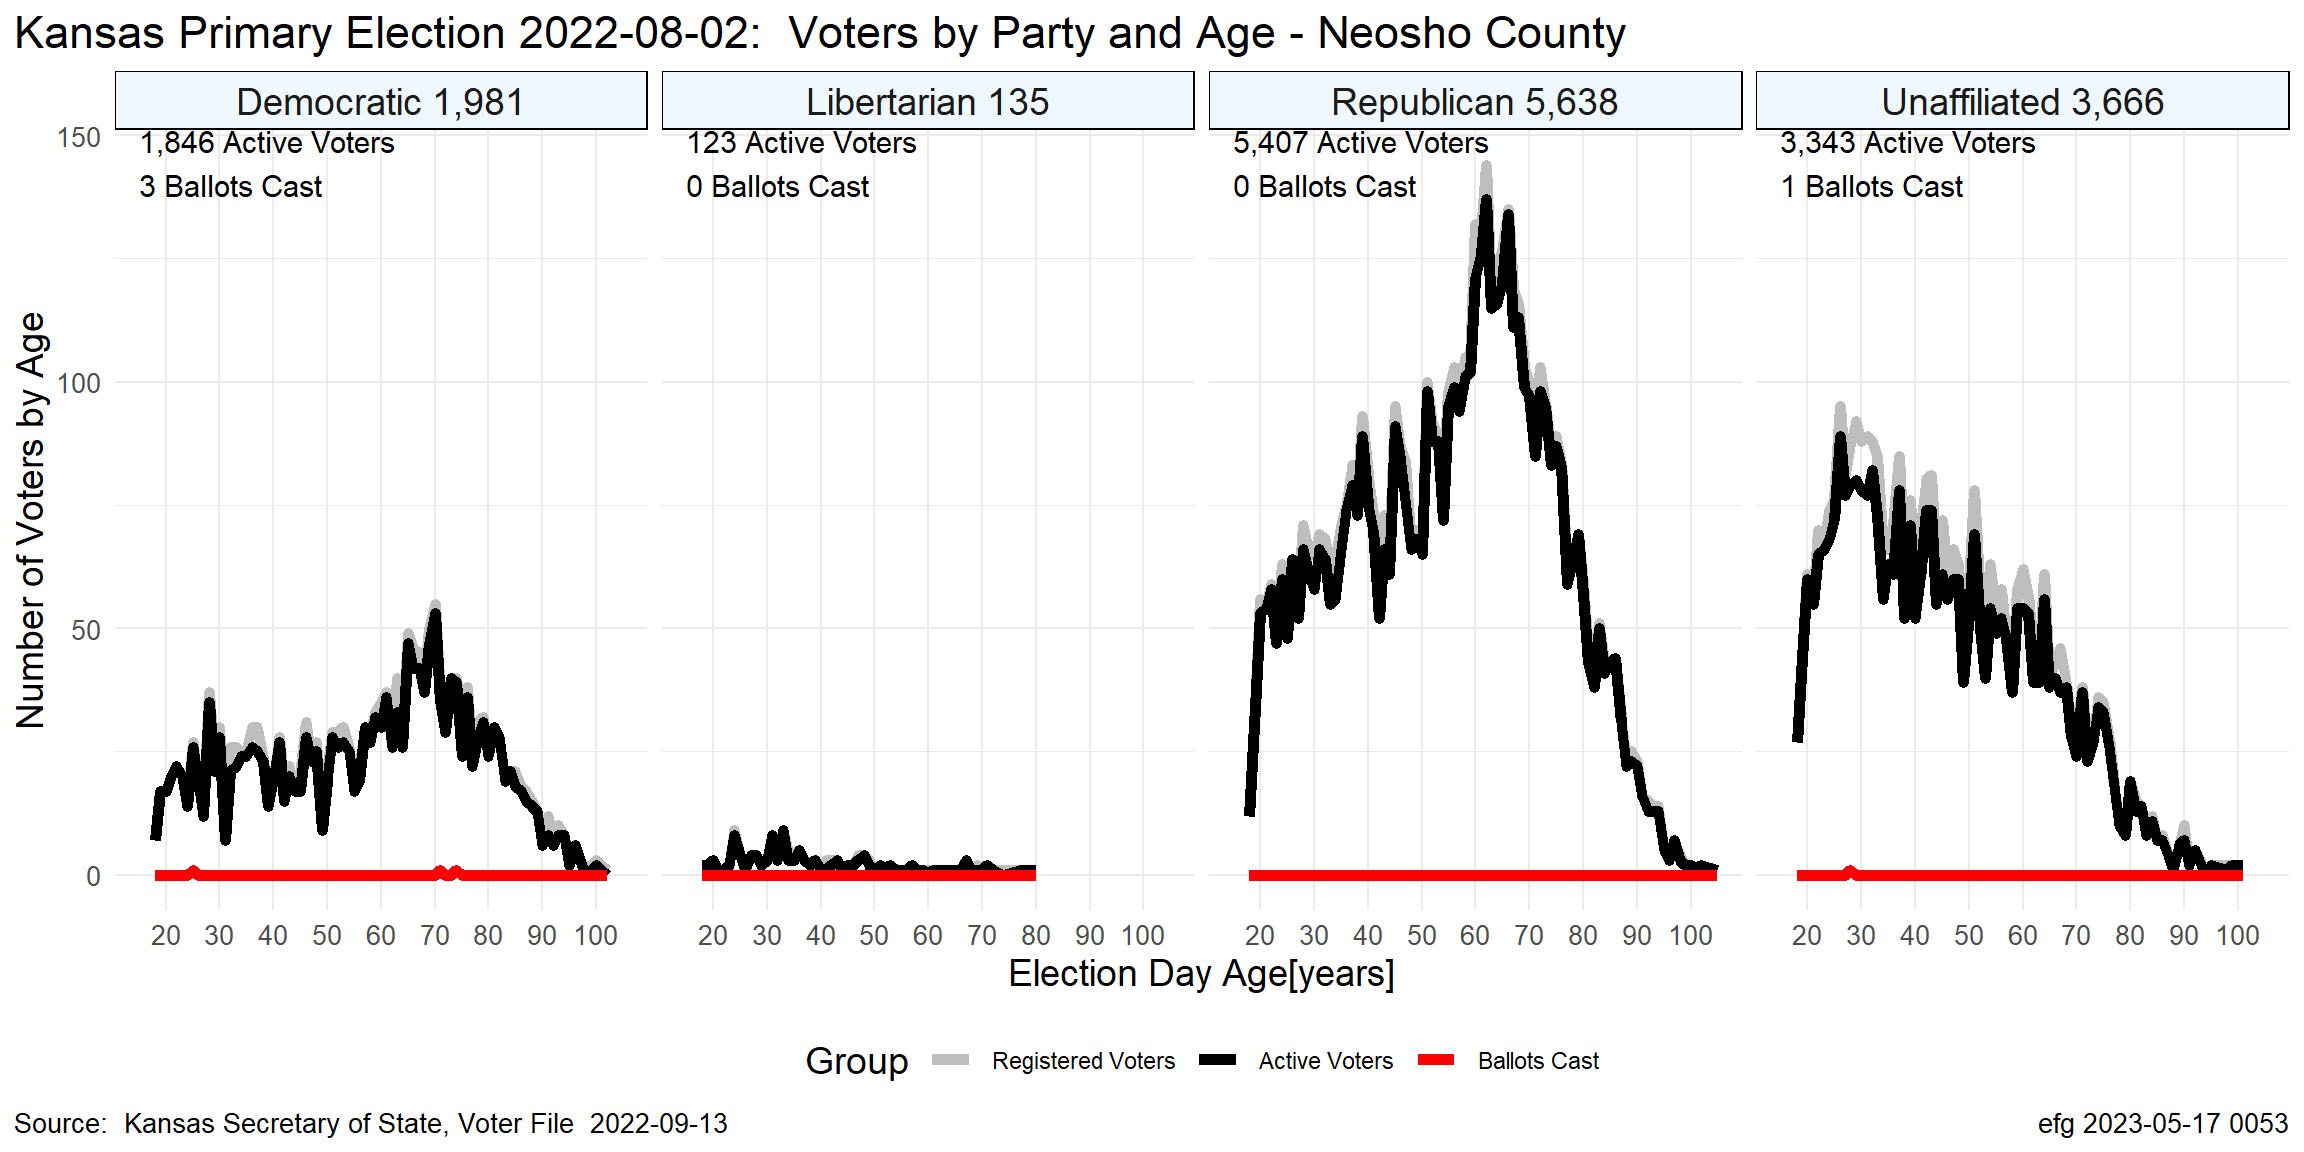 Kansas Primary Election 2022-08-02:  Voters by Party and Age - Neosho County
Democratic 1,981
Libertarian 135
Republican 5,638
Unaffiliated 3,666
1,846 Active Voters
3 Ballots Cast
123 Active Voters
0 Ballots Cast
5,407 Active Voters
0 Ballots Cast
3,343 Active Voters
1 Ballots Cast
Number of Voters by Age
150
100
50
0
20 30 40 50 60 70 80 90 100
20 30 40 50 60 70 80 90 100
20 30 40 50 60 70 80 90 100
20 30 40 50 60 70 80 90 100
Election Day Age[years]
Group Registered Voters Active Voters Ballots Cast
Source:  Kansas Secretary of State, Voter File  2022-09-13
efg 2023-05-17 0053